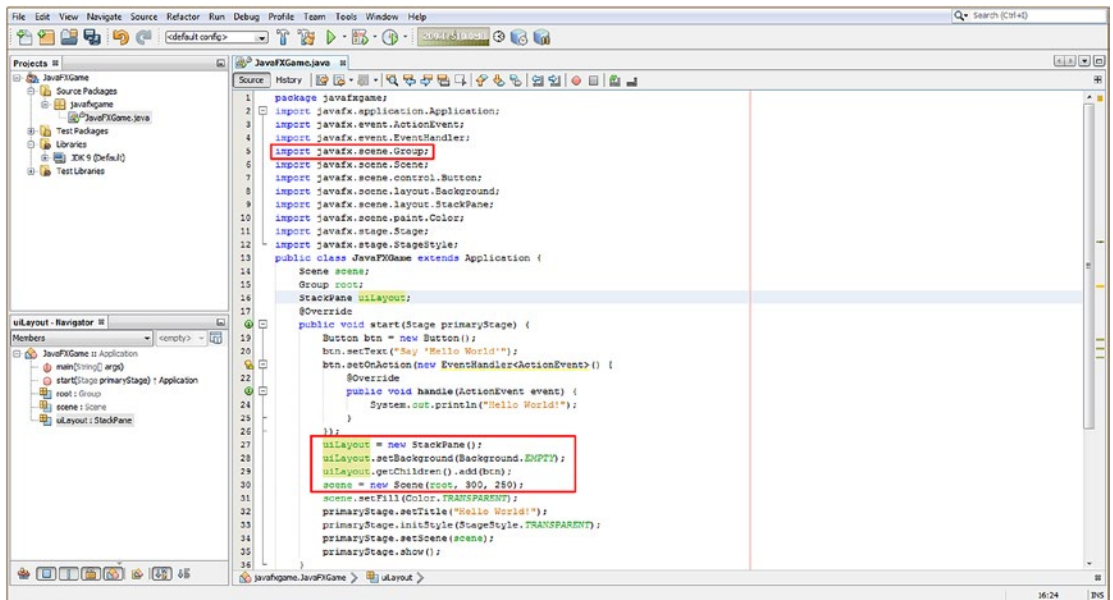 File Edit View Navigate Source Refactor Run Debug Profile Team Tools Window Help
Search (Ctrl+I)
<default config>
Projects
JavaFXGame
Source Packages
javafxgame
JavaFXGame.java
Test Packages
Libraries
JDK 9 (Default)
Test Libraries
uiLayout - Navigator
Members
<empty>
JavaFXGame :: Application
main(String[] args)
start(Stage primaryStage) ↑ Application
root : Group
scene : Scene
uiLayout : StackPane
JavaFXGame.java
Source History
1 package javafxgame;
2 import javafx.application.Application;
3 import javafx.event.ActionEvent;
4 import javafx.event.EventHandler;
5 import javafx.scene.Group;
6 import javafx.scene.Scene;
7 import javafx.scene.control.Button;
8 import javafx.scene.layout.Background;
9 import javafx.scene.layout.StackPane;
10 import javafx.scene.paint.Color;
11 import javafx.stage.Stage;
12 import javafx.stage.StageStyle;
13 public class JavaFXGame extends Application {
14 Scene scene;
15 Group root;
16 StackPane uiLayout;
17 @Override
public void start(Stage primaryStage) {
19 Button btn = new Button();
20 btn.setText("Say 'Hello World'");
btn.setOnAction(new EventHandler<ActionEvent>() {
22 @Override
public void handle(ActionEvent event) {
24 System.out.println("Hello World!");
25 }
26 });
27 uiLayout = new StackPane();
28 uiLayout.setBackground(Background.EMPTY);
29 uiLayout.getChildren().add(btn);
30 scene = new Scene(root, 300, 250);
31 scene.setFill(Color.TRANSPARENT);
32 primaryStage.setTitle("Hello World!");
33 primaryStage.initStyle(StageStyle.TRANSPARENT);
34 primaryStage.setScene(scene);
35 primaryStage.show();
36 }
javafxgame.JavaFXGame uiLayout
16:24 INS